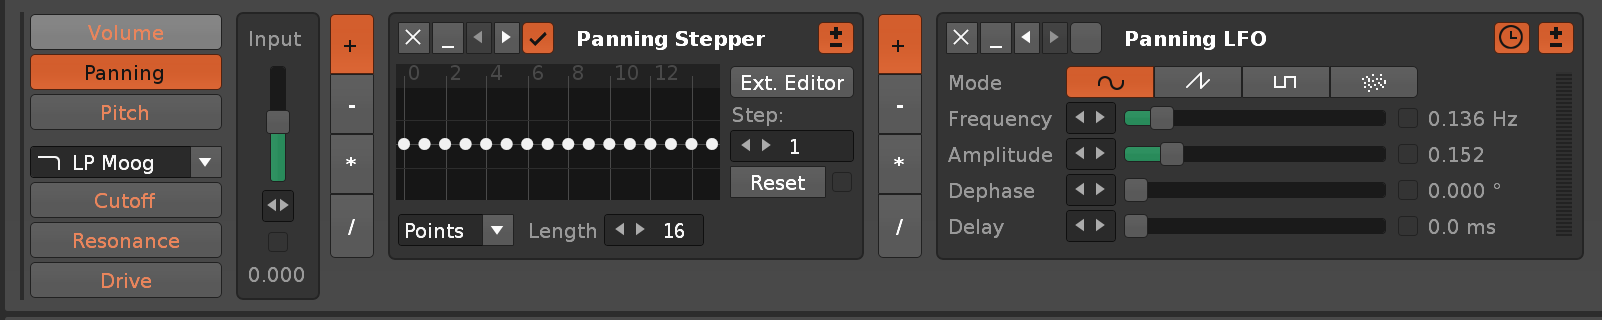 Volume
Panning
Pitch
LP Moog
Cutoff
Resonance
Drive
Input
0.000
+
-
*
/
Panning Stepper
0 2 4 6 8 10 12
Ext. Editor
Step:
1
Reset
Points
Length
16
+
-
*
/
Panning LFO
Mode
Frequency 0.136 Hz
Amplitude 0.152
Dephase 0.000 °
Delay 0.0 ms